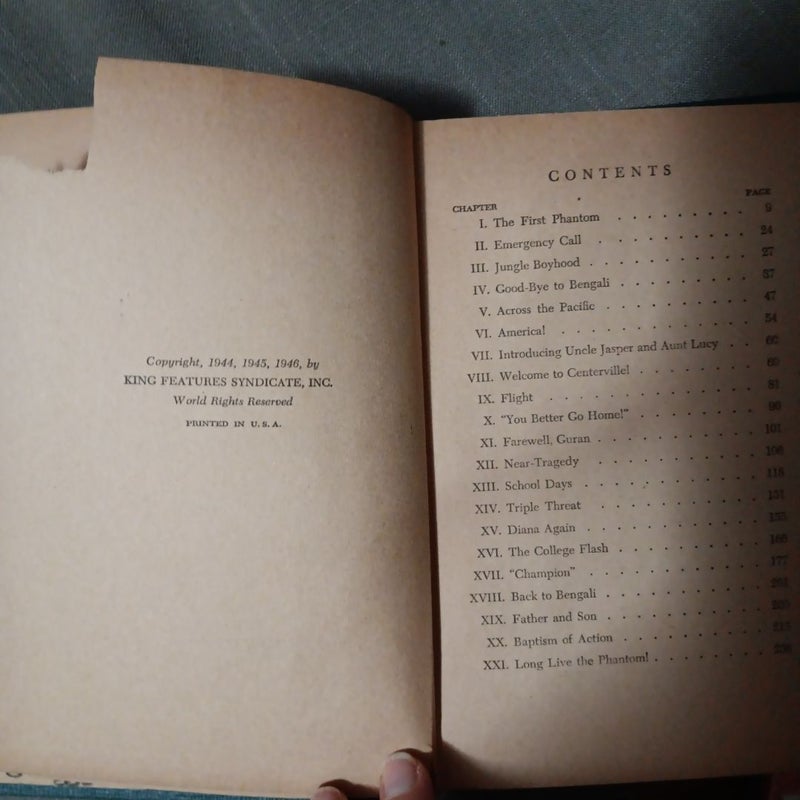 Copyright, 1944, 1945, 1946, by
KING FEATURES SYNDICATE, INC.
World Rights Reserved
PRINTED IN U. S. A.
CONTENTS
CHAPTER PAGE
I. The First Phantom . . . . . . . . 9
II. Emergency Call . . . . . . . . 24
III. Jungle Boyhood . . . . . . . . 27
IV. Good-Bye to Bengali . . . . . . . 37
V. Across the Pacific . . . . . . . . 47
VI. America! . . . . . . . . . 54
VII. Introducing Uncle Jasper and Aunt Lucy . .
VIII. Welcome to Centerville! . . . . . . 69
IX. Flight . . . . . . . . . 81
X. "You Better Go Home!" . . . . . .
XI. Farewell, Guran . . . . . . . . 101
XII. Near-Tragedy . . . . . . . .
XIII. School Days . . . . . . . . 118
XIV. Triple Threat . . . . . . . .
XV. Diana Again . . . . . . . .
XVI. The College Flash . . . . . . .
XVII. "Champion" . . . . . . . . 177
XVIII. Back to Bengali . . . . . . . .
XIX. Father and Son . . . . . . . .
XX. Baptism of Action . . . . . . .
XXI. Long Live the Phantom! . . . . . .